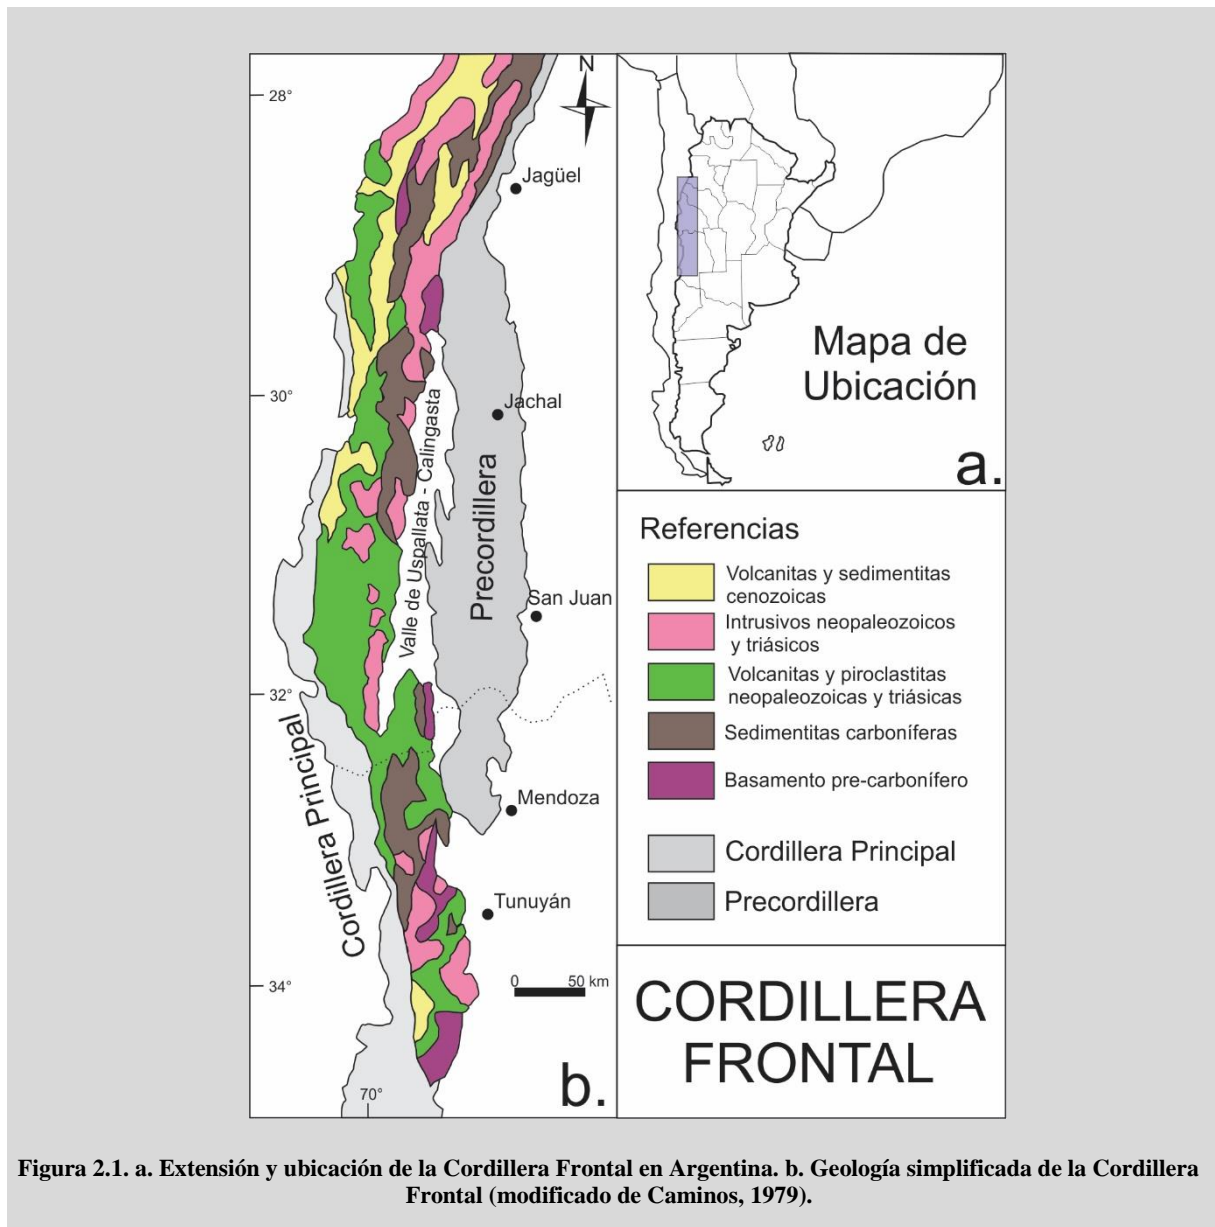 N
28°
Jagüel
30°
Jachal
Valle de Uspallata - Calingasta
Precordillera
San Juan
32°
Cordillera Principal
Mendoza
Tunuyán
0 50 km
34°
70°
b.
Mapa de
Ubicación
a.
Referencias
Volcanitas y sedimentitas
cenozoicas
Intrusivos neopaleozoicos
y triásicos
Volcanitas y piroclastitas
neopaleozoicas y triásicas
Sedimentitas carboníferas
Basamento pre-carbonífero
Cordillera Principal
Precordillera
CORDILLERA
FRONTAL
Figura 2.1. a. Extensión y ubicación de la Cordillera Frontal en Argentina. b. Geología simplificada de la Cordillera
Frontal (modificado de Caminos, 1979).